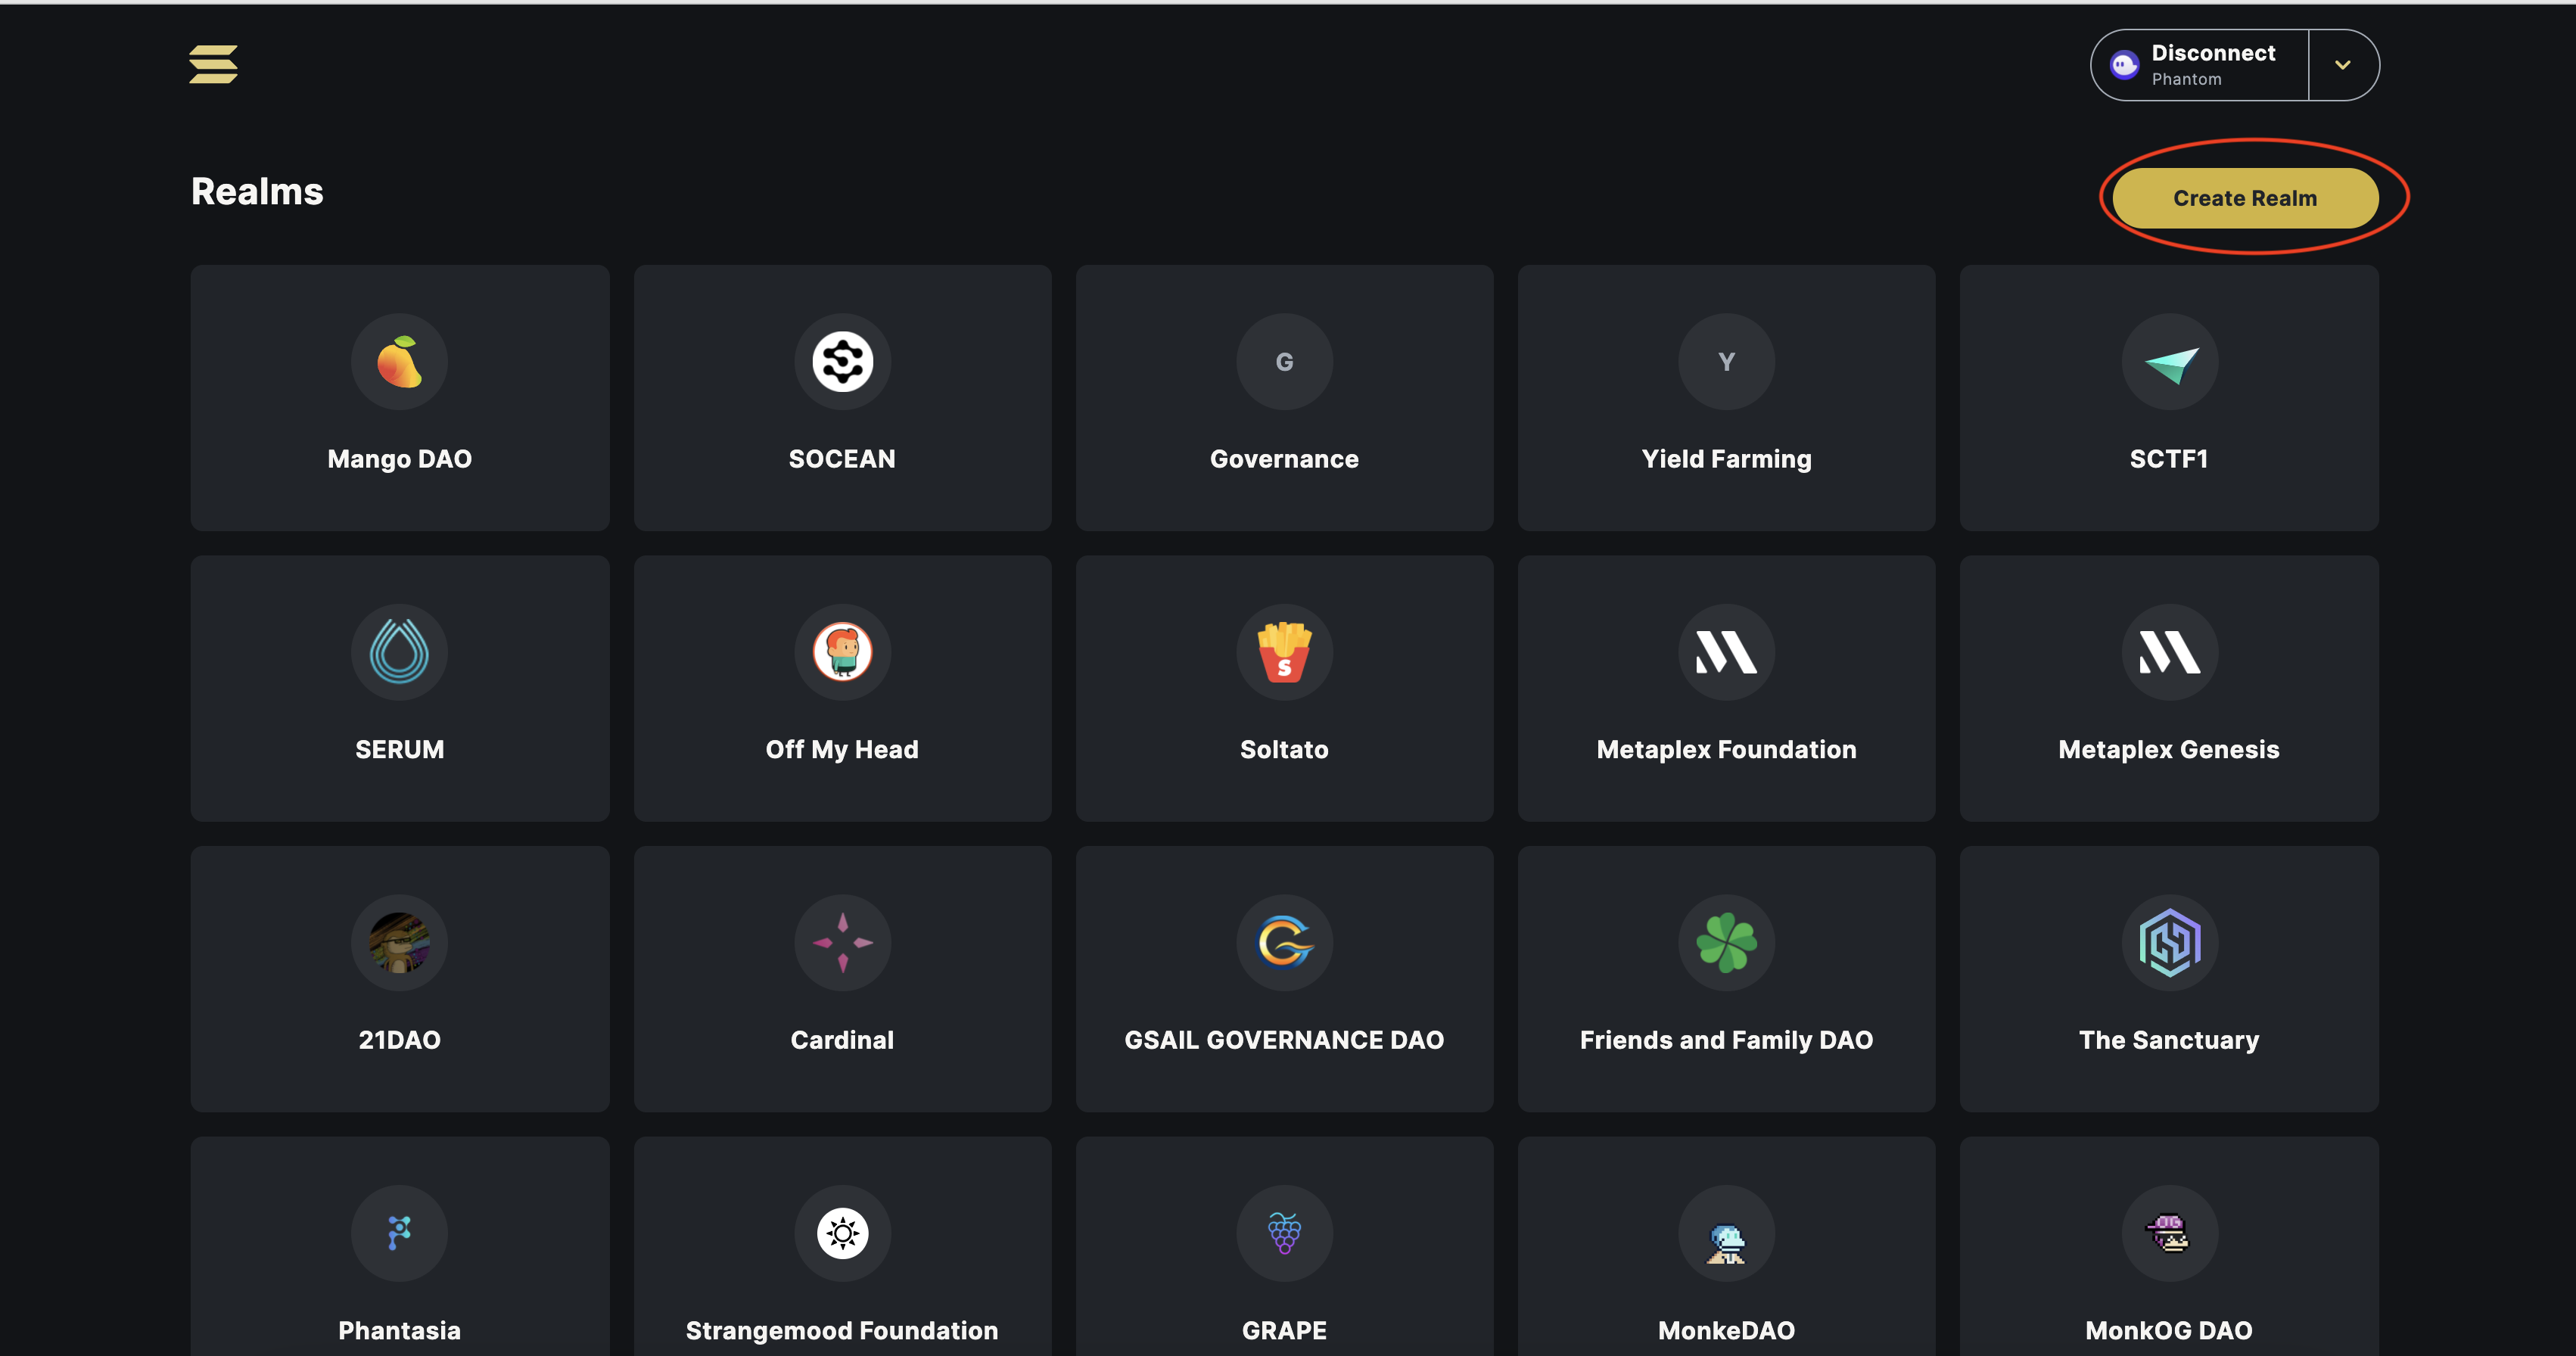 Disconnect
Phantom
Realms
Create Realm
Mango DAO
SOCEAN
G
Governance
Y
Yield Farming
SCTF1
SERUM
Off My Head
S
Soltato
Metaplex Foundation
Metaplex Genesis
21DAO
Cardinal
GSAIL GOVERNANCE DAO
Friends and Family DAO
The Sanctuary
Phantasia
Strangemood Foundation
GRAPE
MonkeDAO
OG
MonkOG DAO